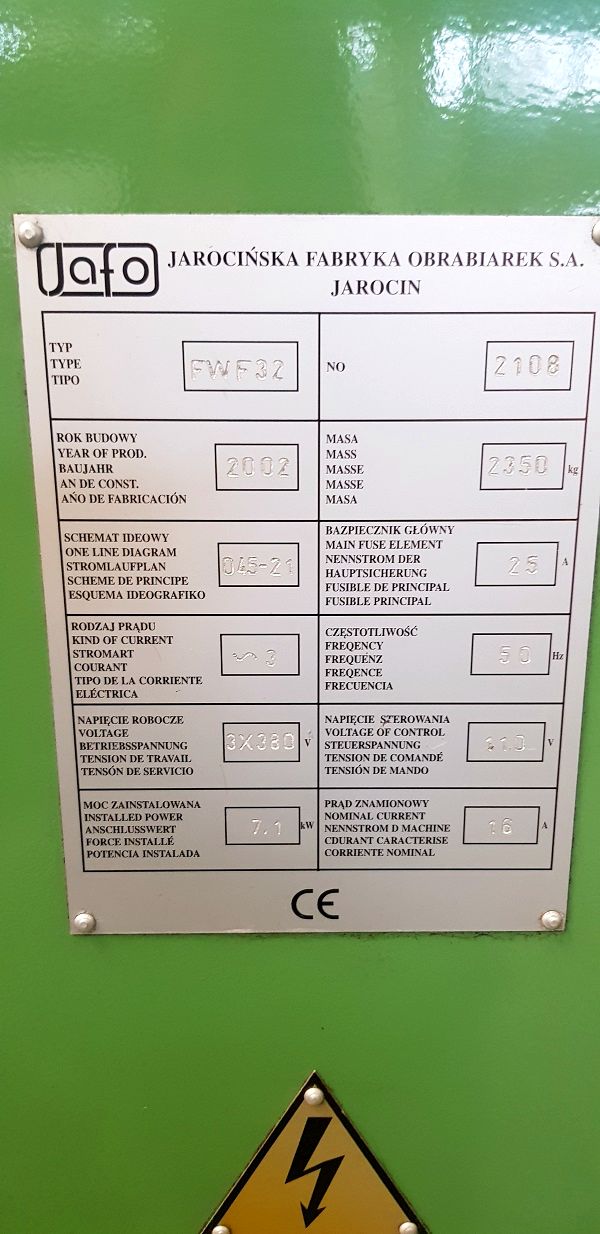 Jafo JAROCIŃSKA FABRYKA OBRABIAREK S.A.
JAROCIN
TYP
TYPE
TIPO
FWF32
NO
2108
ROK BUDOWY
YEAR OF PROD.
BAUJAHR
AN DE CONST.
AŃO DE FABRICACIÓN
2002
MASA
MASS
MASSE
MASSE
MASA
2350 kg
SCHEMAT IDEOWY
ONE LINE DIAGRAM
STROMLAUFPLAN
SCHEME DE PRINCIPE
ESQUEMA IDEOGRAFIKO
045-21
BAZPIECZNIK GŁÓWNY
MAIN FUSE ELEMENT
NENNSTROM DER
HAUPTSICHERUNG
FUSIBLE DE PRINCIPAL
FUSIBLE PRINCIPAL
25 A
RODZAJ PRĄDU
KIND OF CURRENT
STROMART
COURANT
TIPO DE LA CORRIENTE
ELÉCTRICA
~ 3
CZĘSTOTLIWOŚĆ
FREQENCY
FREQUENZ
FREQENCE
FRECUENCIA
50 Hz
NAPIĘCIE ROBOCZE
VOLTAGE
BETRIEBSSPANNUNG
TENSION DE TRAVAIL
TENSÓN DE SERVICIO
3X380 V
NAPIĘCIE SZEROWANIA
VOLTAGE OF CONTROL
STEUERSPANNUNG
TENSION DE COMANDÉ
TENSIÓN DE MANDO
110 V
MOC ZAINSTALOWANA
INSTALLED POWER
ANSCHLUSSWERT
FORCE INSTALLÉ
POTENCIA INSTALADA
7.1 kW
PRĄD ZNAMIONOWY
NOMINAL CURRENT
NENNSTROM D MACHINE
CDURANT CARACTERISE
CORRIENTE NOMINAL
16 A
CE